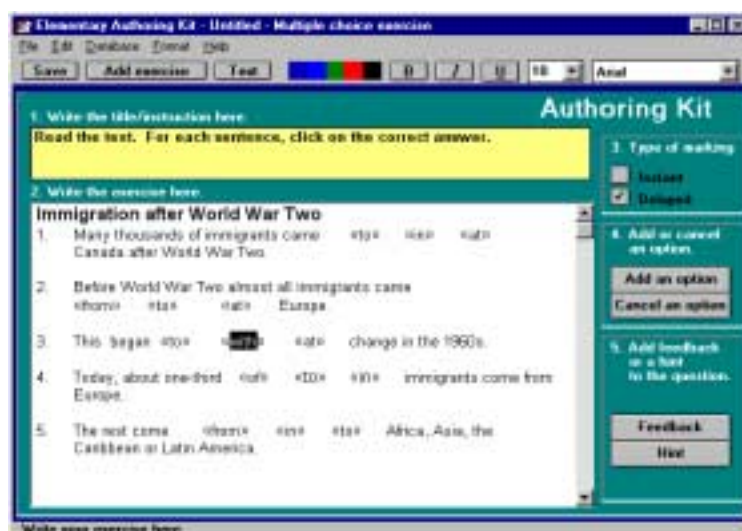 Elementary Authoring Kit - Untitled - Multiple choice exercise
File Edit Database Format Help
Save Add exercise Test B I U 10 Arial
Authoring Kit
1. Write the title/instruction here.
Read the text. For each sentence, click on the correct answer.
2. Write the exercise here.
Immigration after World War Two
1. Many thousands of immigrants came «to» «in» «at»
Canada after World War Two.
2. Before World War Two almost all immigrants came
«from» «to» «at» Europe.
3. This began «to» «with» «at» change in the 1960s.
4. Today, about one-third «of» «to» «in» immigrants come from
Europe.
5. The rest come «from» «in» «to» Africa, Asia, the
Caribbean or Latin America.
3. Type of marking
Instant
Delayed
4. Add or cancel
an option.
Add an option
Cancel an option
5. Add feedback
or a hint
to the question.
Feedback
Hint
Write your exercise here